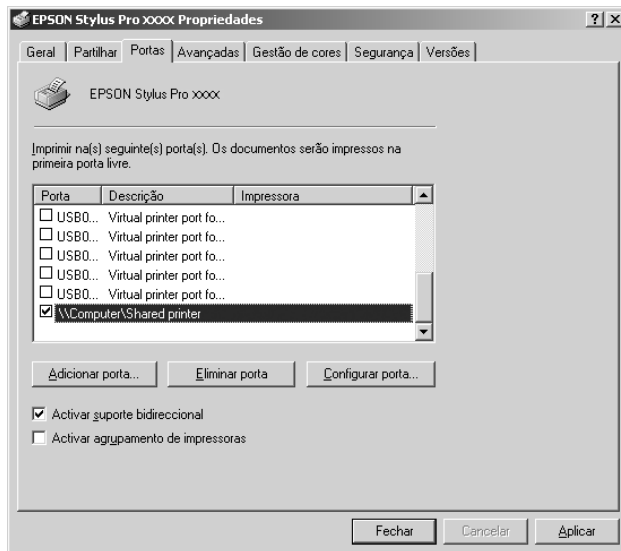 EPSON Stylus Pro XXXX Propriedades
Geral Partilhar Portas Avançadas Gestão de cores Segurança Versões
EPSON Stylus Pro xxxx
Imprimir na(s) seguinte(s) porta(s). Os documentos serão impressos na
primeira porta livre.
Porta Descrição Impressora
USB0... Virtual printer port fo...
USB0... Virtual printer port fo...
USB0... Virtual printer port fo...
USB0... Virtual printer port fo...
USB0... Virtual printer port fo...
\\Computer\Shared printer
Adicionar porta... Eliminar porta Configurar porta...
Activar suporte bidireccional
Activar agrupamento de impressoras
Fechar Cancelar Aplicar